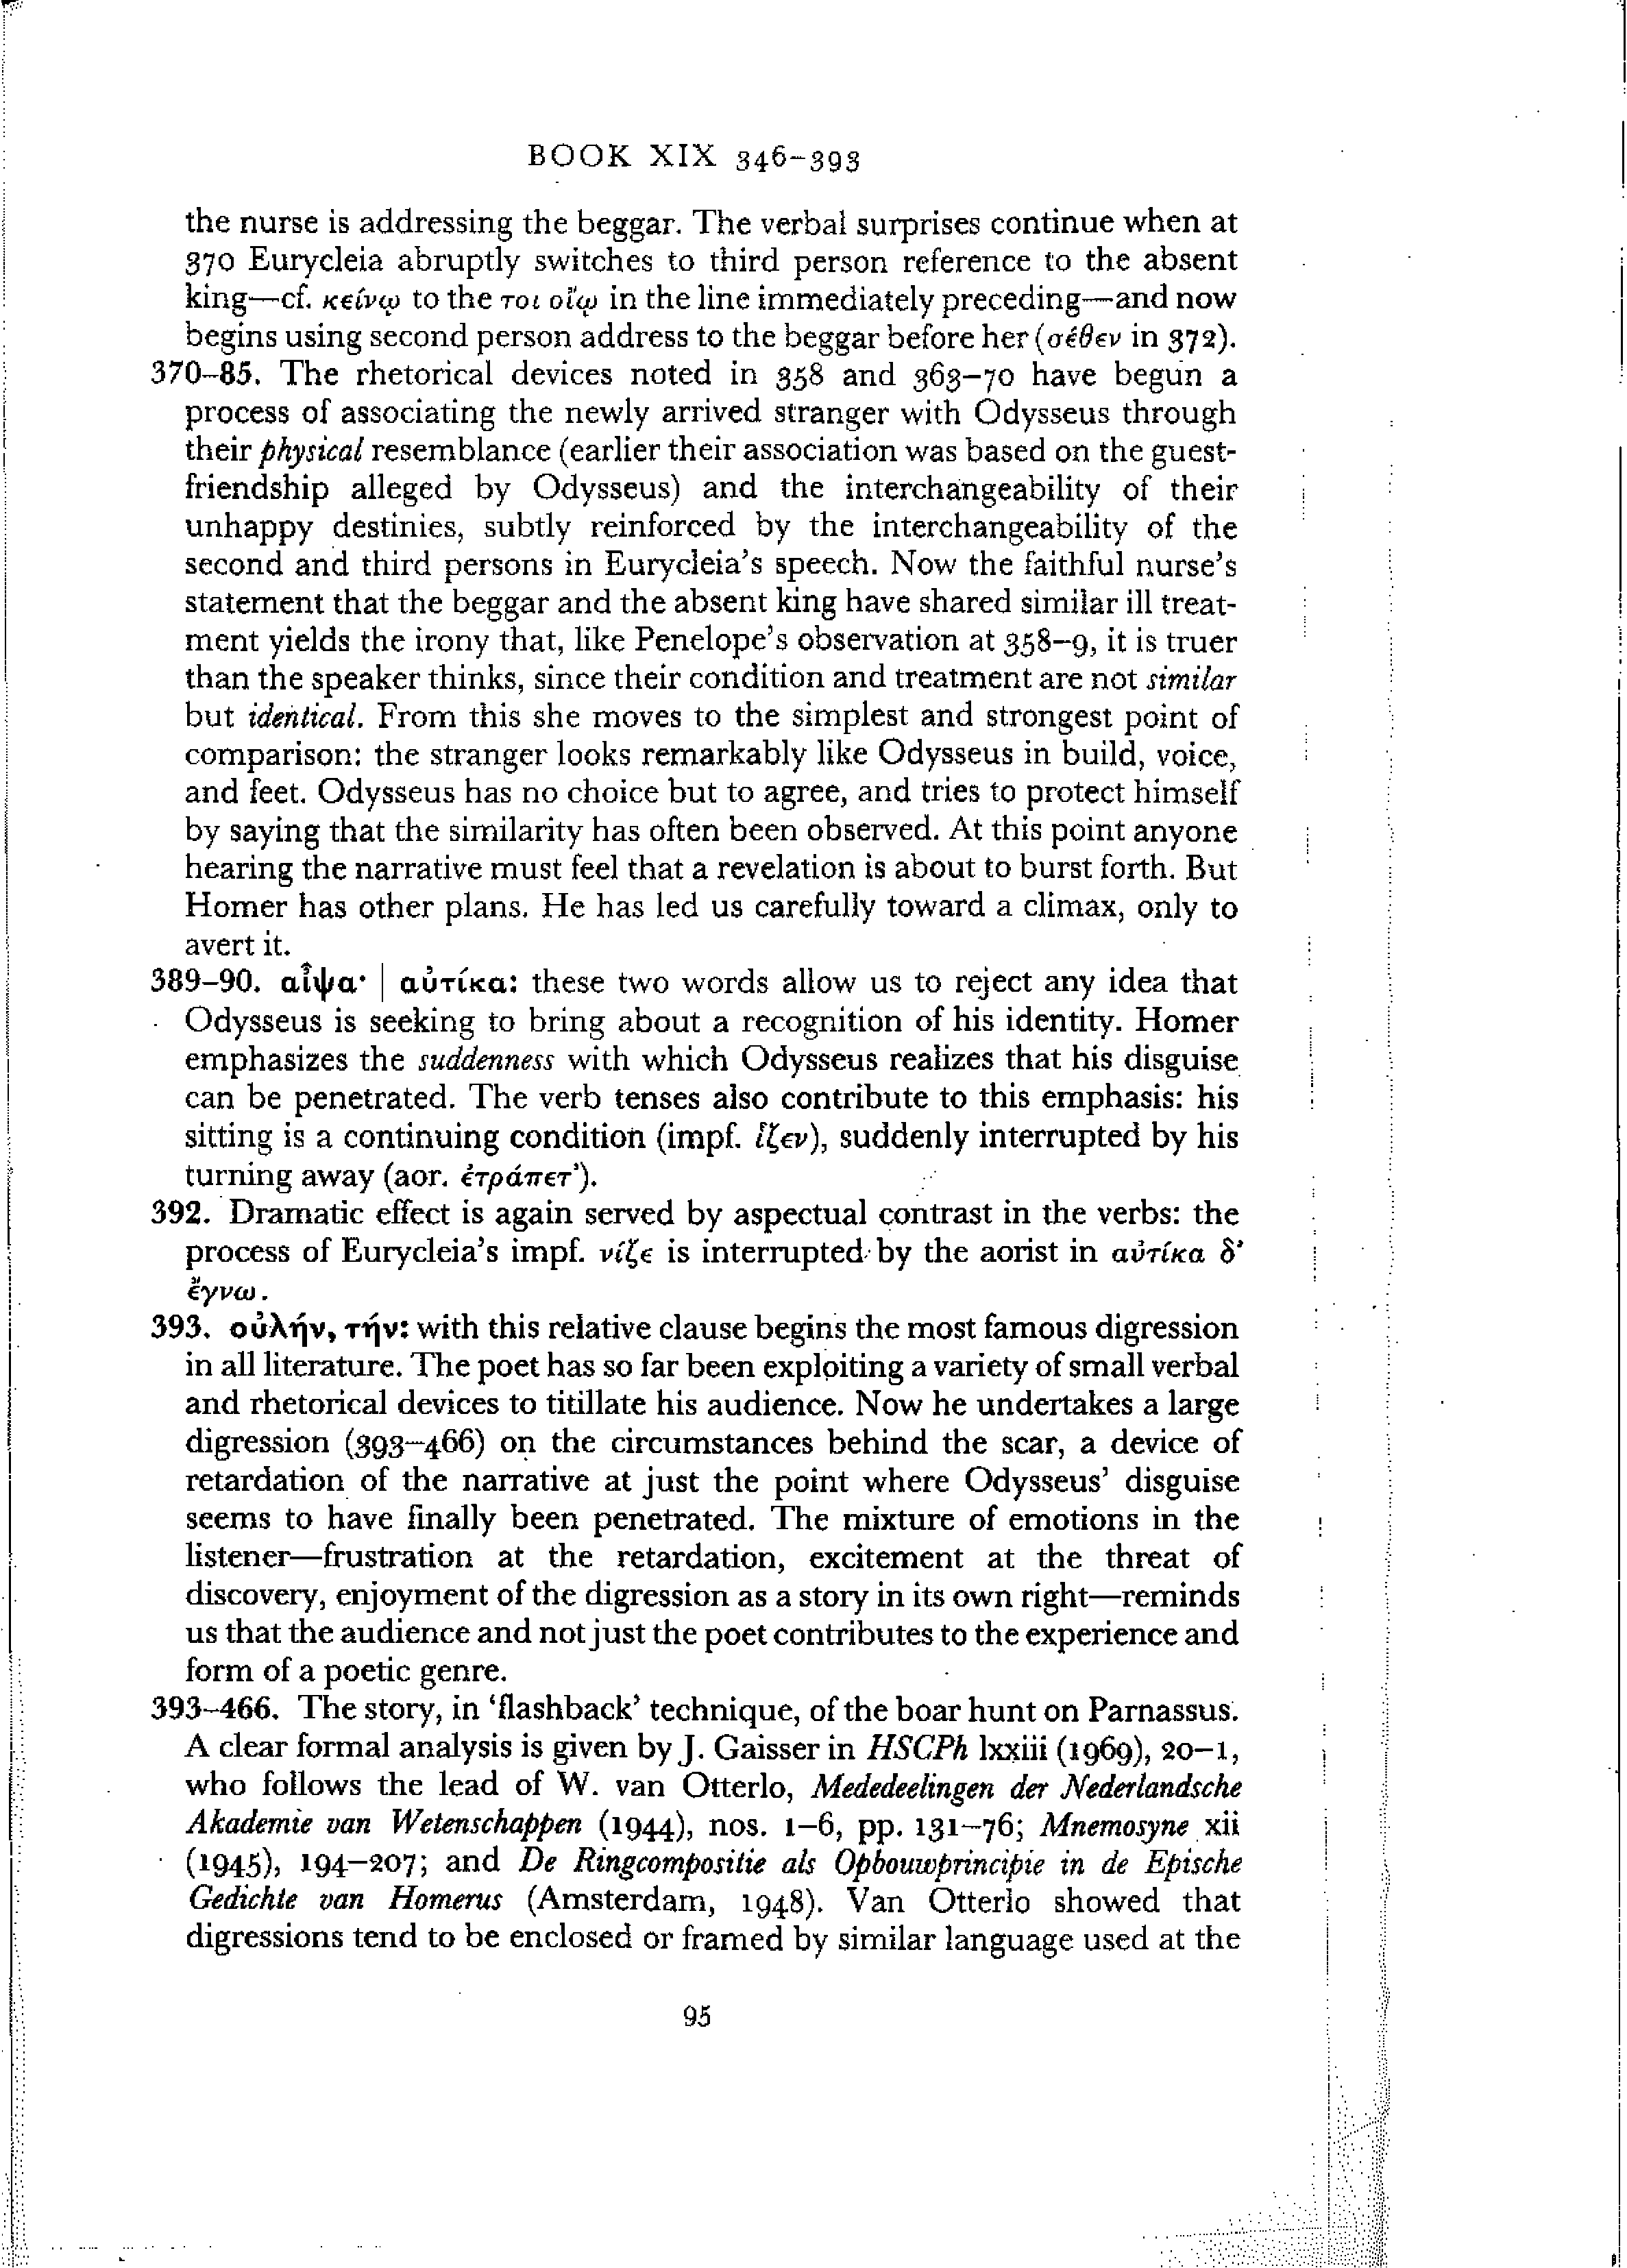 BOOK XIX 346–393
the nurse is addressing the beggar. The verbal surprises continue when at
370 Eurycleia abruptly switches to third person reference to the absent
king—cf. κείνῳ to the τοι οἴῳ in the line immediately preceding—and now
begins using second person address to the beggar before her (σέθεν in 372).
370–85. The rhetorical devices noted in 358 and 363–70 have begun a
process of associating the newly arrived stranger with Odysseus through
their physical resemblance (earlier their association was based on the guest-
friendship alleged by Odysseus) and the interchangeability of their
unhappy destinies, subtly reinforced by the interchangeability of the
second and third persons in Eurycleia's speech. Now the faithful nurse's
statement that the beggar and the absent king have shared similar ill treat-
ment yields the irony that, like Penelope's observation at 358–9, it is truer
than the speaker thinks, since their condition and treatment are not similar
but identical. From this she moves to the simplest and strongest point of
comparison: the stranger looks remarkably like Odysseus in build, voice,
and feet. Odysseus has no choice but to agree, and tries to protect himself
by saying that the similarity has often been observed. At this point anyone
hearing the narrative must feel that a revelation is about to burst forth. But
Homer has other plans. He has led us carefully toward a climax, only to
avert it.
389–90. αἶψα· | αὐτίκα: these two words allow us to reject any idea that
Odysseus is seeking to bring about a recognition of his identity. Homer
emphasizes the suddenness with which Odysseus realizes that his disguise
can be penetrated. The verb tenses also contribute to this emphasis: his
sitting is a continuing condition (impf. ἷζεν), suddenly interrupted by his
turning away (aor. ἐτράπετ').
392. Dramatic effect is again served by aspectual contrast in the verbs: the
process of Eurycleia's impf. νίζε is interrupted by the aorist in αὐτίκα δ'
ἔγνω.
393. οὐλήν, τήν: with this relative clause begins the most famous digression
in all literature. The poet has so far been exploiting a variety of small verbal
and rhetorical devices to titillate his audience. Now he undertakes a large
digression (393–466) on the circumstances behind the scar, a device of
retardation of the narrative at just the point where Odysseus' disguise
seems to have finally been penetrated. The mixture of emotions in the
listener—frustration at the retardation, excitement at the threat of
discovery, enjoyment of the digression as a story in its own right—reminds
us that the audience and not just the poet contributes to the experience and
form of a poetic genre.
393–466. The story, in 'flashback' technique, of the boar hunt on Parnassus.
A clear formal analysis is given by J. Gaisser in HSCPh lxxiii (1969), 20–1,
who follows the lead of W. van Otterlo, Mededeelingen der Nederlandsche
Akademie van Wetenschappen (1944), nos. 1–6, pp. 131–76; Mnemosyne xii
(1945), 194–207; and De Ringcompositie als Opbouwprincipie in de Epische
Gedichte van Homerus (Amsterdam, 1948). Van Otterlo showed that
digressions tend to be enclosed or framed by similar language used at the
95